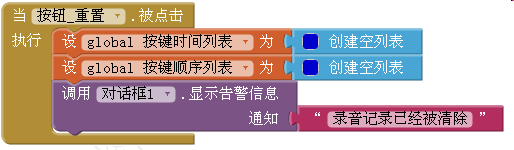 当 按钮_重置 .被点击
执行 设 global 按键时间列表 为 创建空列表
设 global 按键顺序列表 为 创建空列表
调用 对话框1 .显示告警信息
通知 “ 录音记录已经被清除 ”